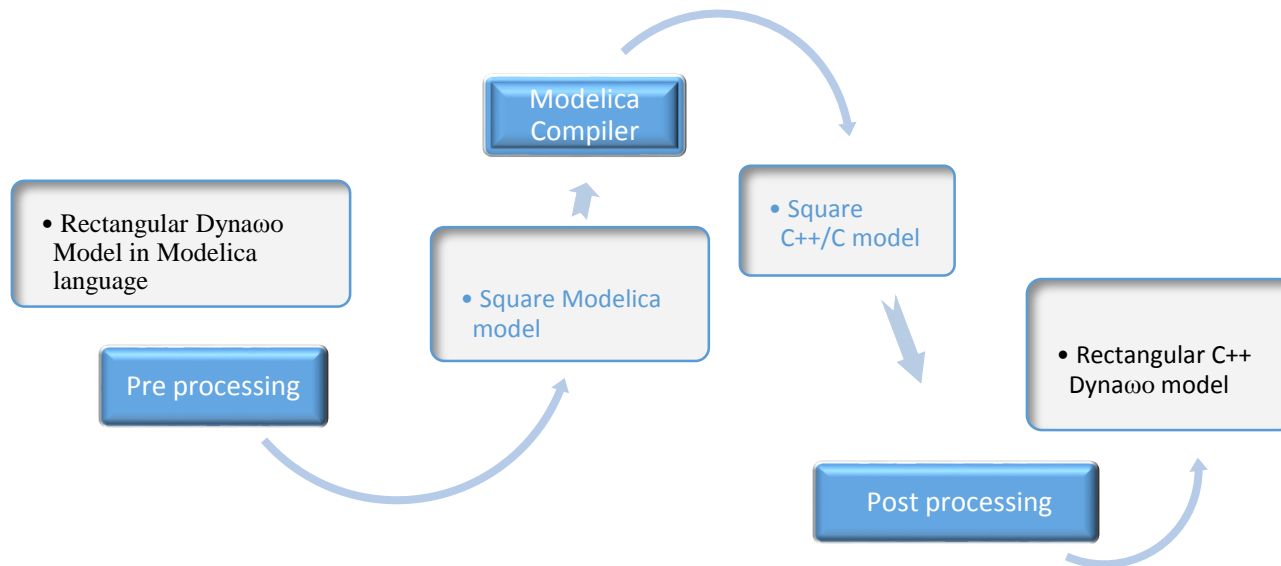 • Rectangular Dynaωo
Model in Modelica
language
Pre processing
• Square Modelica
model
Modelica
Compiler
• Square
C++/C model
Post processing
• Rectangular C++
Dynaωo model